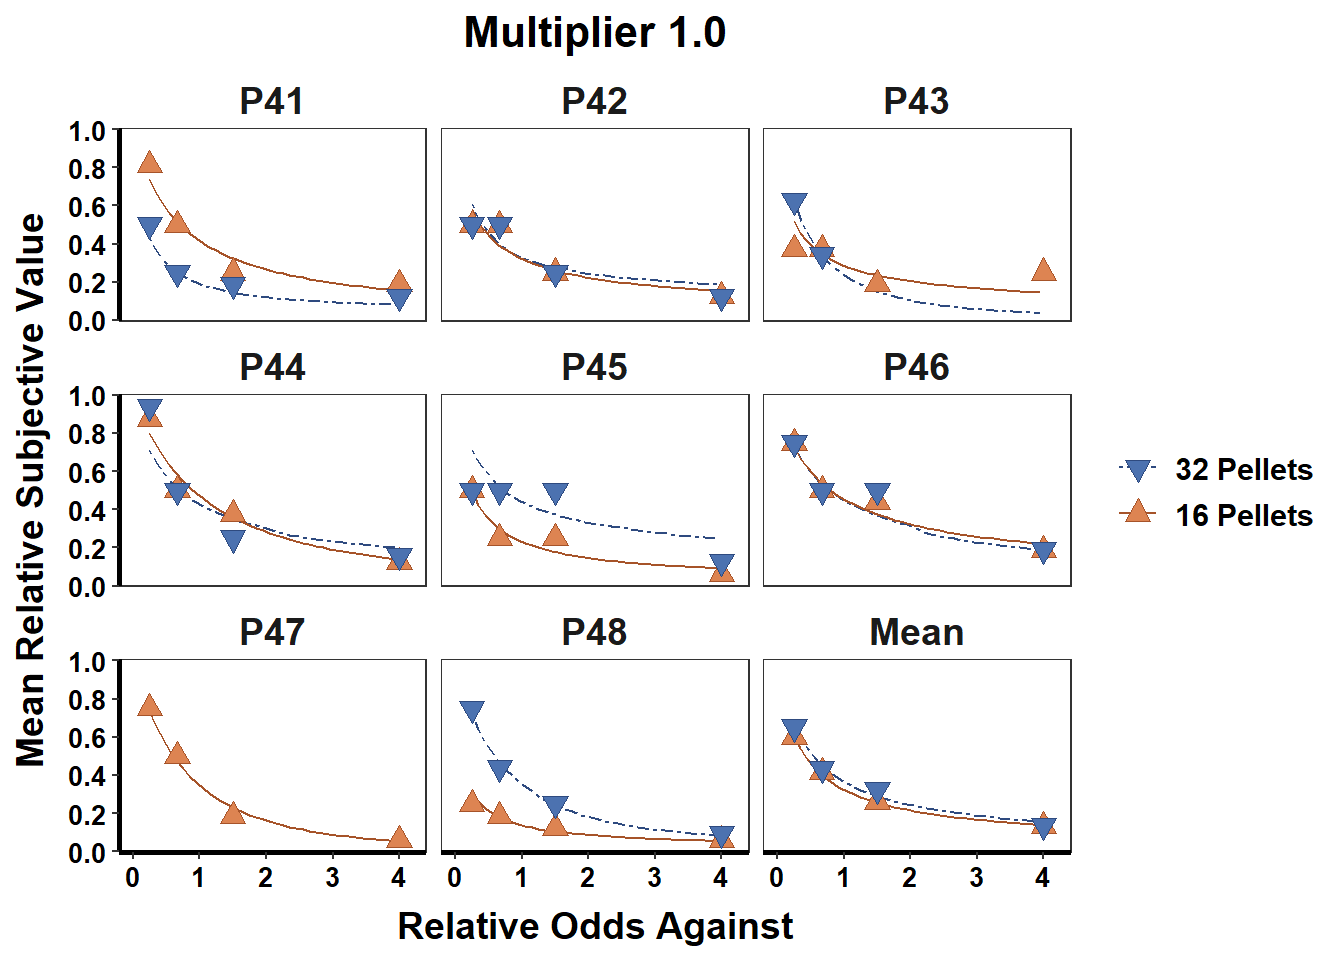 Multiplier 1.0
P41 P42 P43
1.0
0.8
0.6
0.4
0.2
0.0
P44 P45 P46
1.0
0.8
0.6
0.4
0.2
0.0
P47 P48 Mean
1.0
0.8
0.6
0.4
0.2
0.0
0 1 2 3 4 0 1 2 3 4 0 1 2 3 4
Relative Odds Against
Mean Relative Subjective Value
32 Pellets
16 Pellets